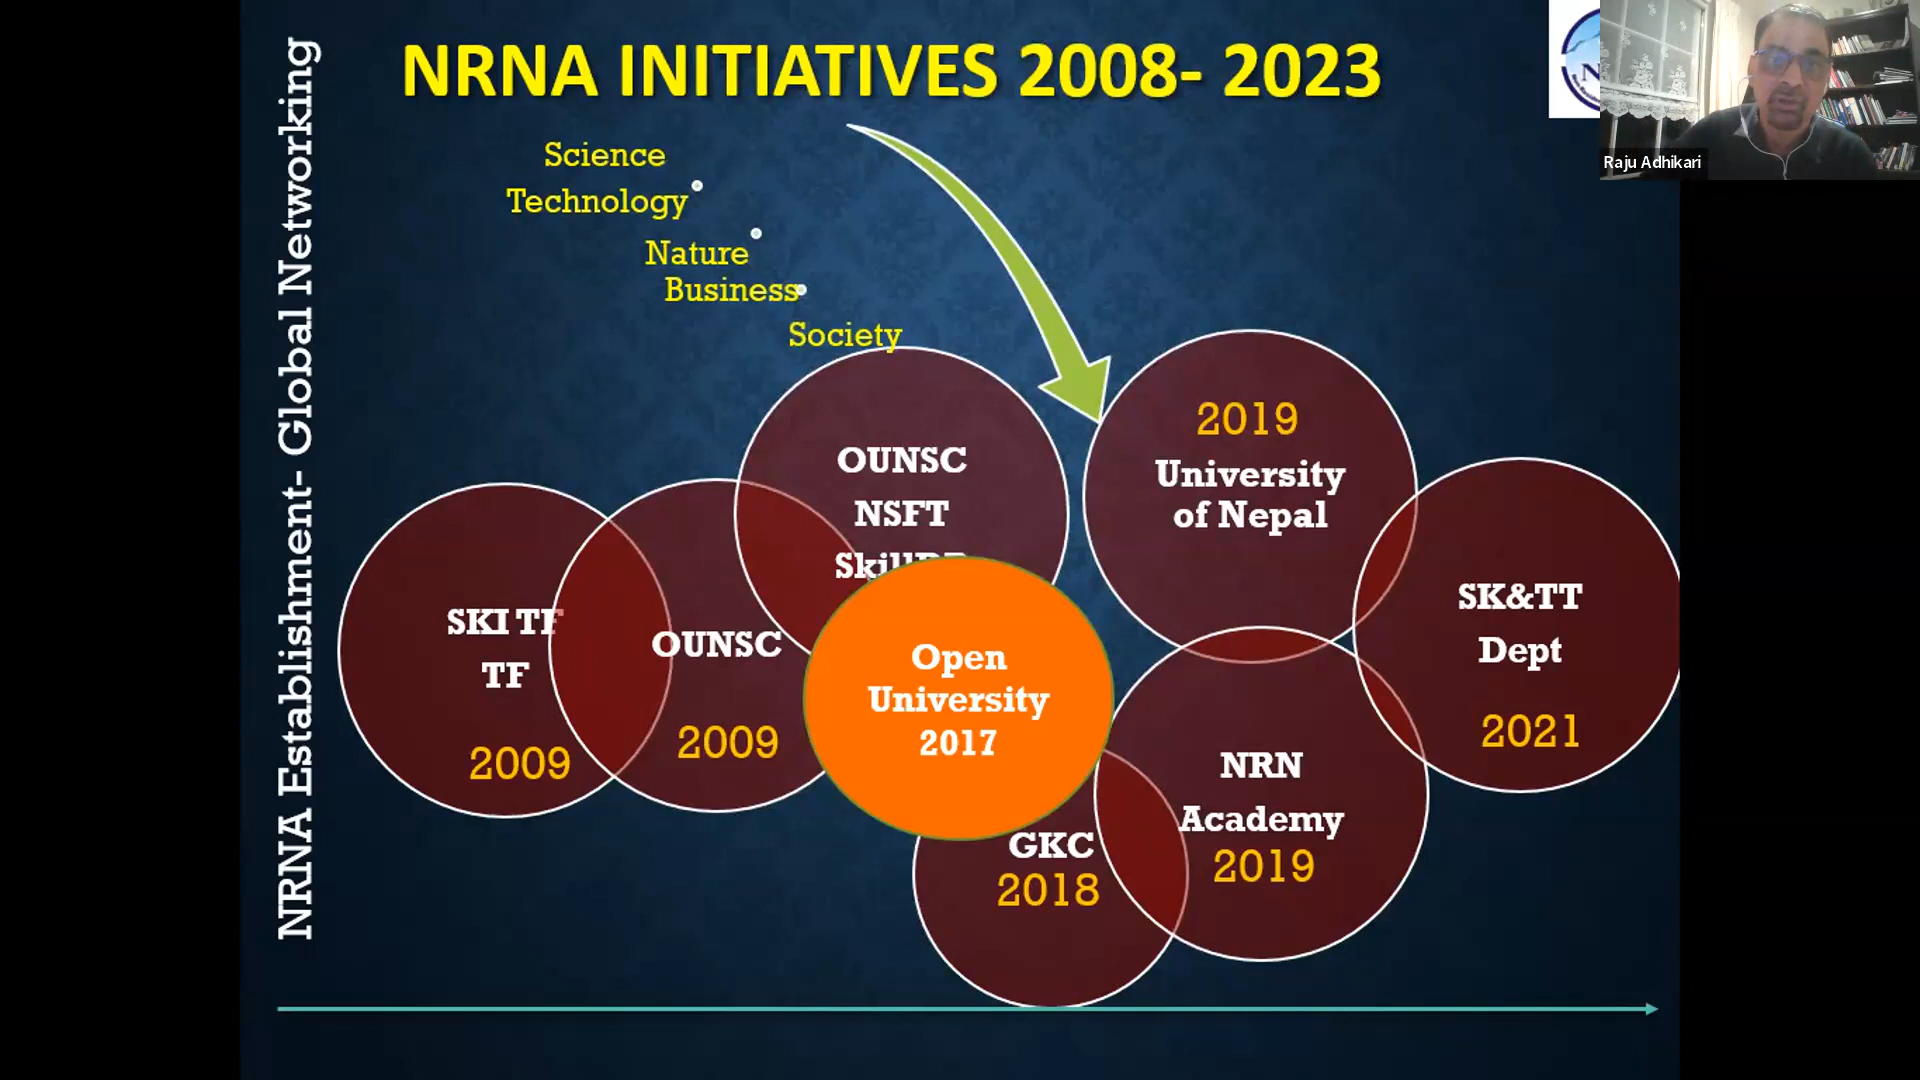 NRNA INITIATIVES 2008- 2023
NRNA Establishment- Global Networking
Raju Adhikari
Science
Technology
Nature
Business
Society
SKI TF
TF
2009
OUNSC
2009
OUNSC
NSFT
Open
University
2017
GKC
2018
2019
University
of Nepal
NRN
Academy
2019
SK&TT
Dept
2021